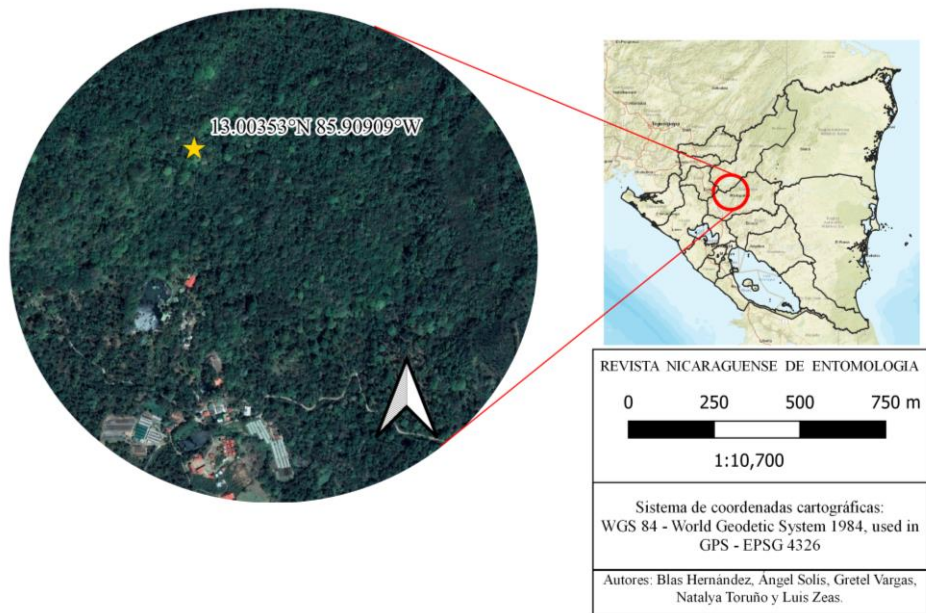 13.00353°N 85.90909°W
REVISTA NICARAGUENSE DE ENTOMOLOGIA
0 250 500 750 m
1:10,700
Sistema de coordenadas cartográficas:
WGS 84 - World Geodetic System 1984, used in
GPS - EPSG 4326
Autores: Blas Hernández, Ángel Solis, Gretel Vargas,
Natalya Toruño y Luis Zeas.